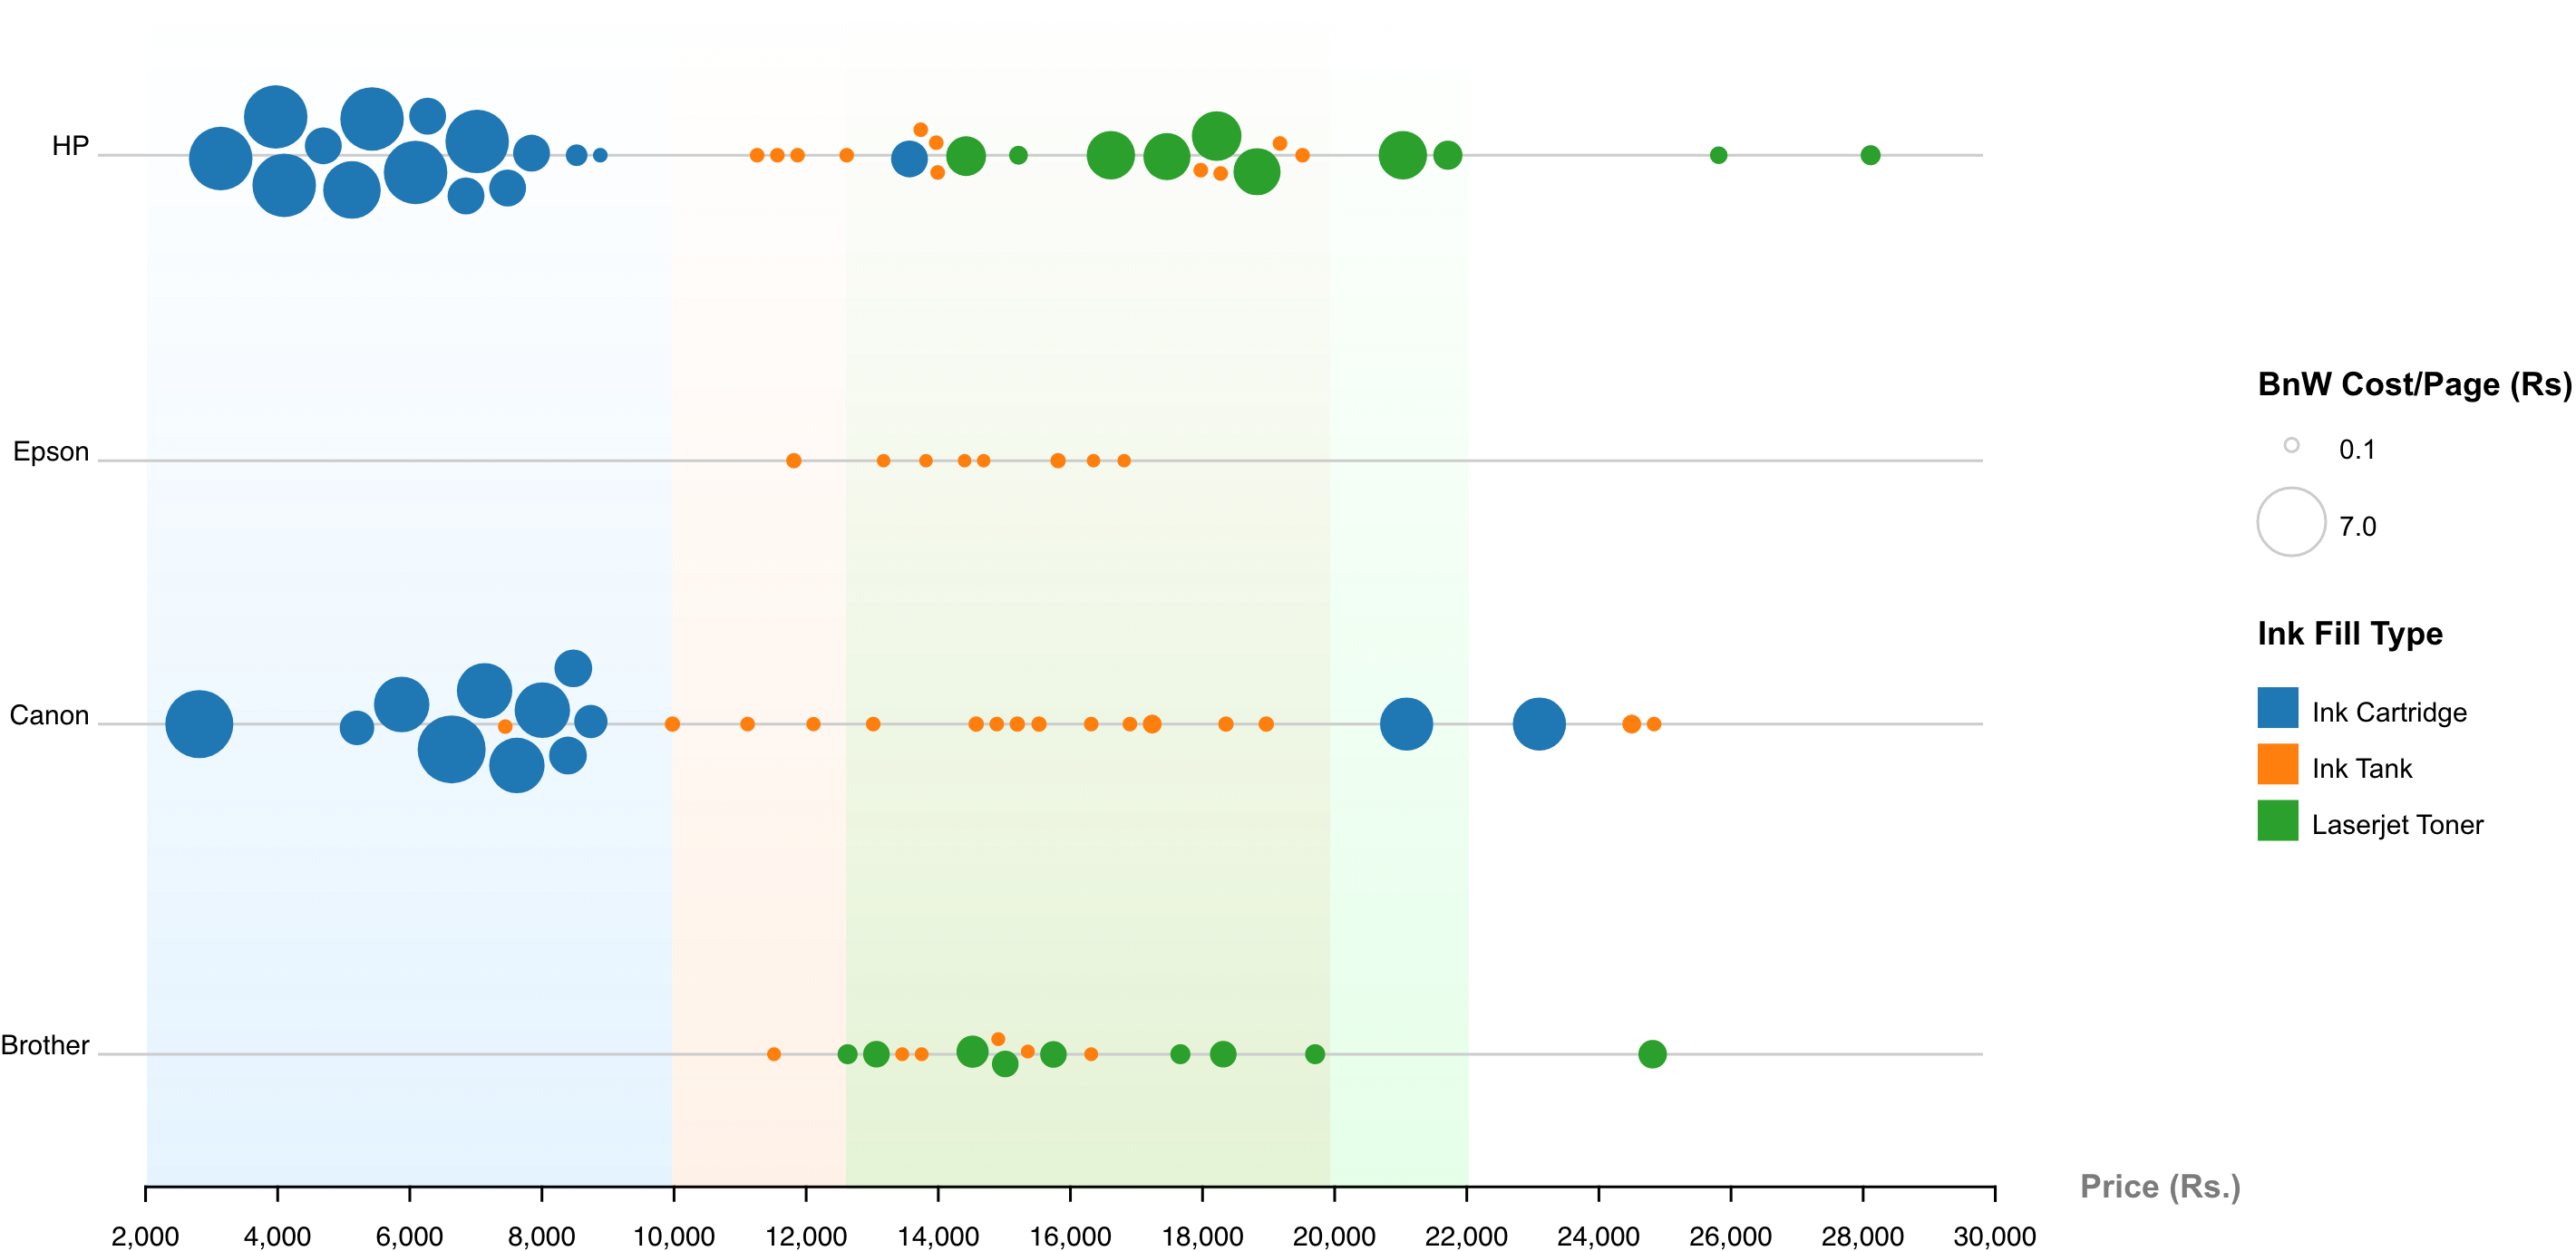 HP
Epson
Canon
Brother
BnW Cost/Page (Rs)
0.1
7.0
Ink Fill Type
Ink Cartridge
Ink Tank
Laserjet Toner
Price (Rs.)
2,000 4,000 6,000 8,000 10,000 12,000 14,000 16,000 18,000 20,000 22,000 24,000 26,000 28,000 30,000